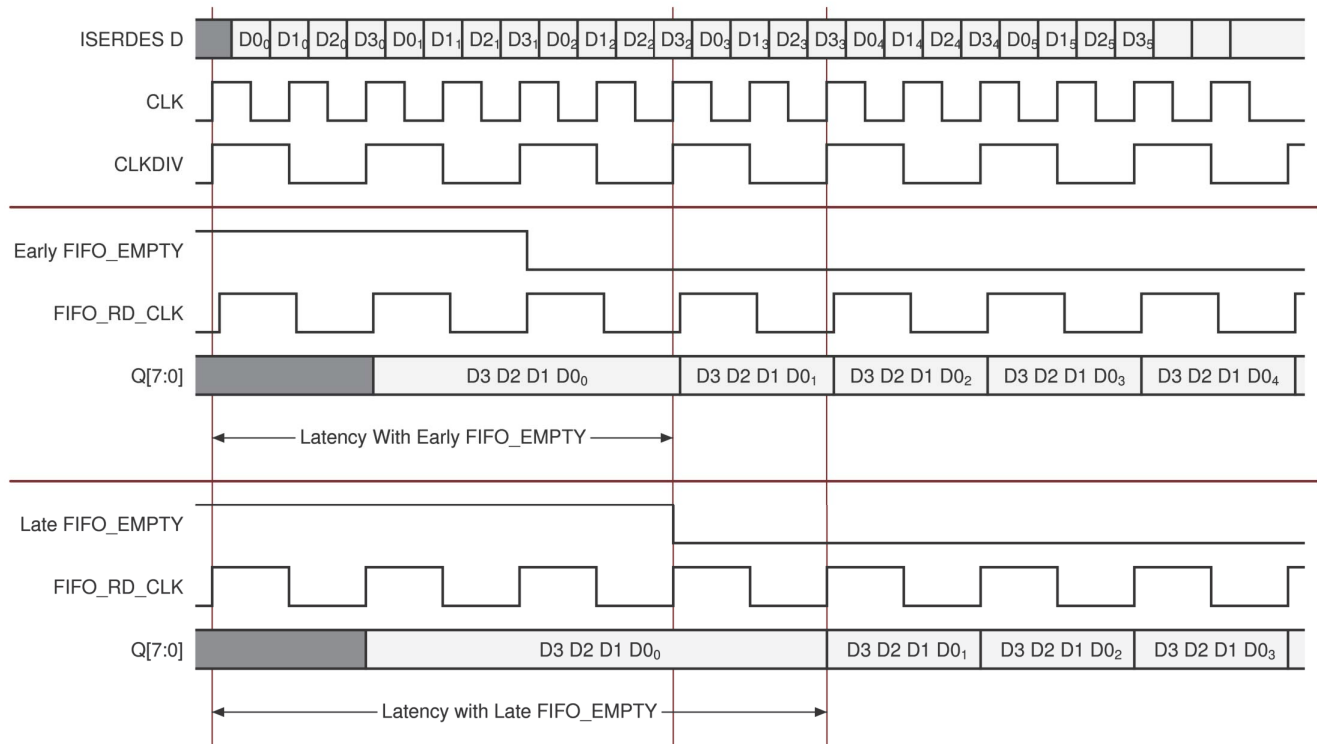 ISERDES D D0₀ D1₀ D2₀ D3₀ D0₁ D1₁ D2₁ D3₁ D0₂ D1₂ D2₂ D3₂ D0₃ D1₃ D2₃ D3₃ D0₄ D1₄ D2₄ D3₄ D0₅ D1₅ D2₅ D3₅
CLK
CLKDIV
Early FIFO_EMPTY
FIFO_RD_CLK
Q[7:0] D3 D2 D1 D0₀ D3 D2 D1 D0₁ D3 D2 D1 D0₂ D3 D2 D1 D0₃ D3 D2 D1 D0₄
Latency With Early FIFO_EMPTY
Late FIFO_EMPTY
FIFO_RD_CLK
Q[7:0] D3 D2 D1 D0₀ D3 D2 D1 D0₁ D3 D2 D1 D0₂ D3 D2 D1 D0₃
Latency with Late FIFO_EMPTY